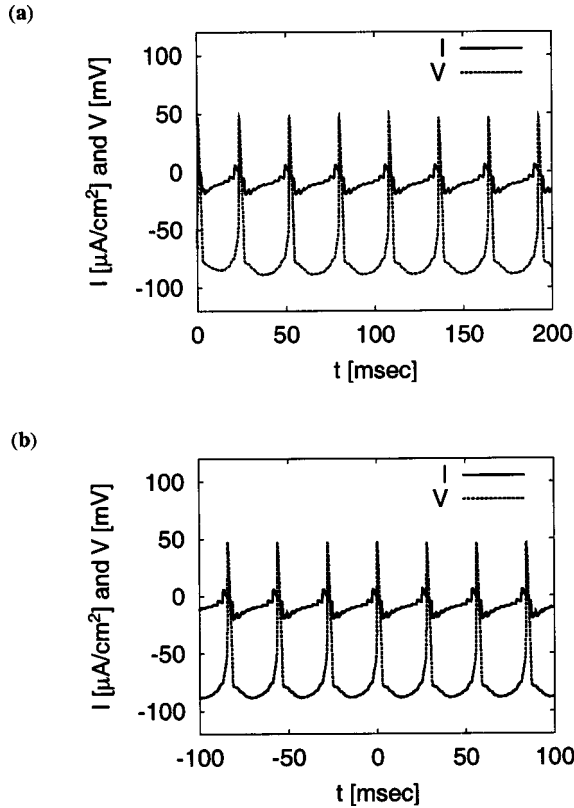 (a)
I [μA/cm²] and V [mV]
100
50
0
-50
-100
I
V
0 50 100 150 200
t [msec]
(b)
I [μA/cm²] and V [mV]
100
50
0
-50
-100
I
V
-100 -50 0 50 100
t [msec]